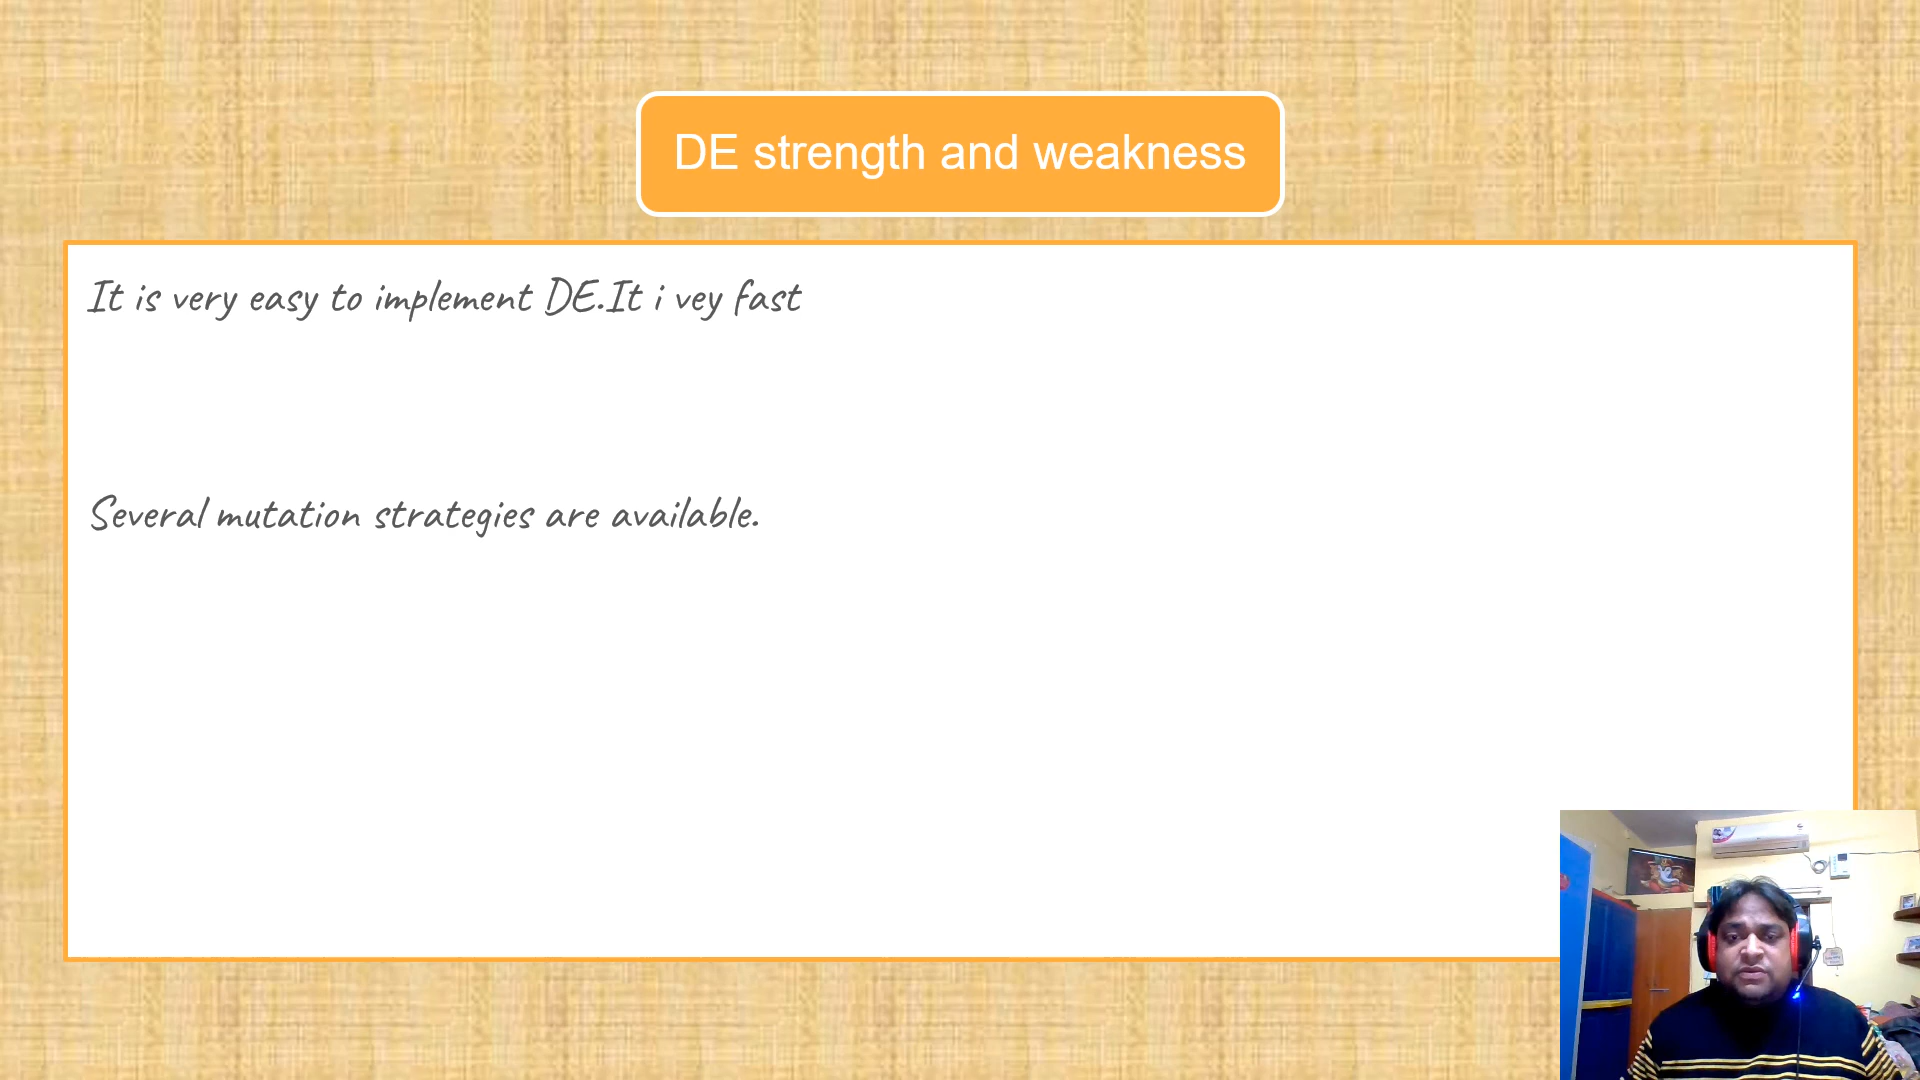 DE strength and weakness
It is very easy to implement DE.It i vey fast
Several mutation strategies are available.